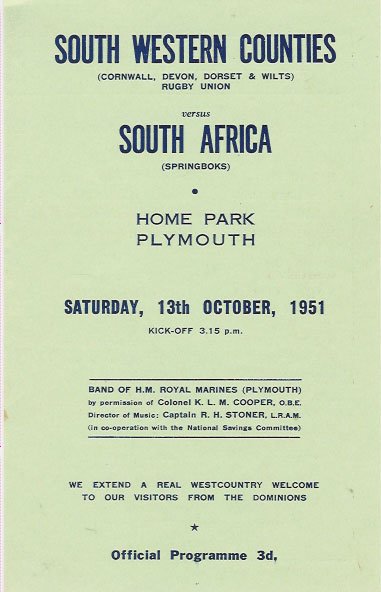 SOUTH WESTERN COUNTIES
(CORNWALL, DEVON, DORSET & WILTS)
RUGBY UNION
versus
SOUTH AFRICA
(SPRINGBOKS)
•
HOME PARK
PLYMOUTH
SATURDAY, 13th OCTOBER, 1951
KICK-OFF 3.15 p.m.
BAND OF H.M. ROYAL MARINES (PLYMOUTH)
by permission of Colonel K. L. M. COOPER, O.B.E.
Director of Music: Captain R. H. STONER, L.R.A.M.
(in co-operation with the National Savings Committee)
WE EXTEND A REAL WESTCOUNTRY WELCOME
TO OUR VISITORS FROM THE DOMINIONS
★
Official Programme 3d.